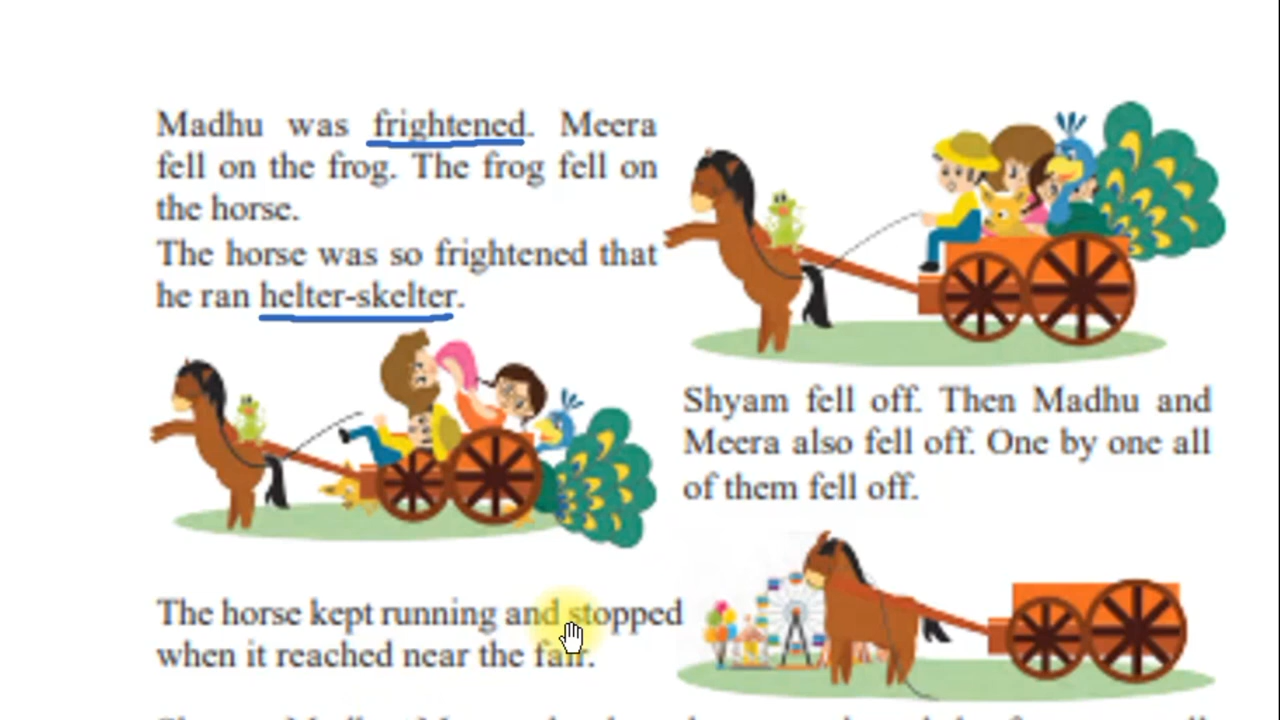 Madhu was frightened. Meera
fell on the frog. The frog fell on
the horse.
The horse was so frightened that
he ran helter-skelter.
Shyam fell off. Then Madhu and
Meera also fell off. One by one all
of them fell off.
The horse kept running and stopped
when it reached near the fair.